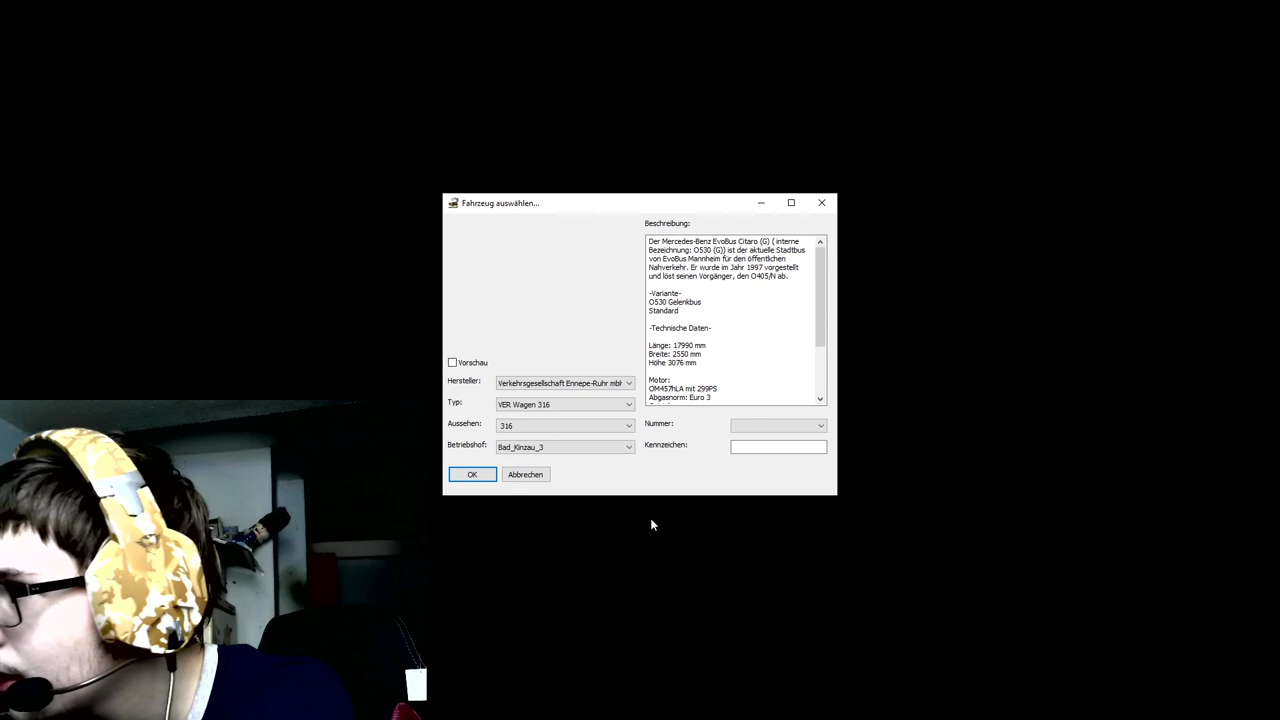 Fahrzeug auswählen...
Beschreibung:
Der Mercedes-Benz EvoBus Citaro (G) ( interne
Bezeichnung: O530 (G)) ist der aktuelle Stadtbus
von EvoBus Mannheim für den öffentlichen
Nahverkehr. Er wurde im Jahr 1997 vorgestellt
und löst seinen Vorgänger, den O405/N ab.
-Variante-
O530 Gelenkbus
Standard
-Technische Daten-
Länge: 17990 mm
Breite: 2550 mm
Höhe 3076 mm
Motor:
OM457hLA mit 299PS
Abgasnorm: Euro 3
Vorschau
Hersteller: Verkehrsgesellschaft Ennepe-Ruhr mbH
Typ: VER Wagen 316
Aussehen: 316
Nummer:
Betriebshof: Bad_Kinzau_3
Kennzeichen:
OK
Abbrechen